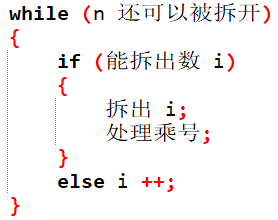 while (n 还可以被拆开)
{
if (能拆出数 i)
{
拆出 i;
处理乘号;
}
else i ++;
}